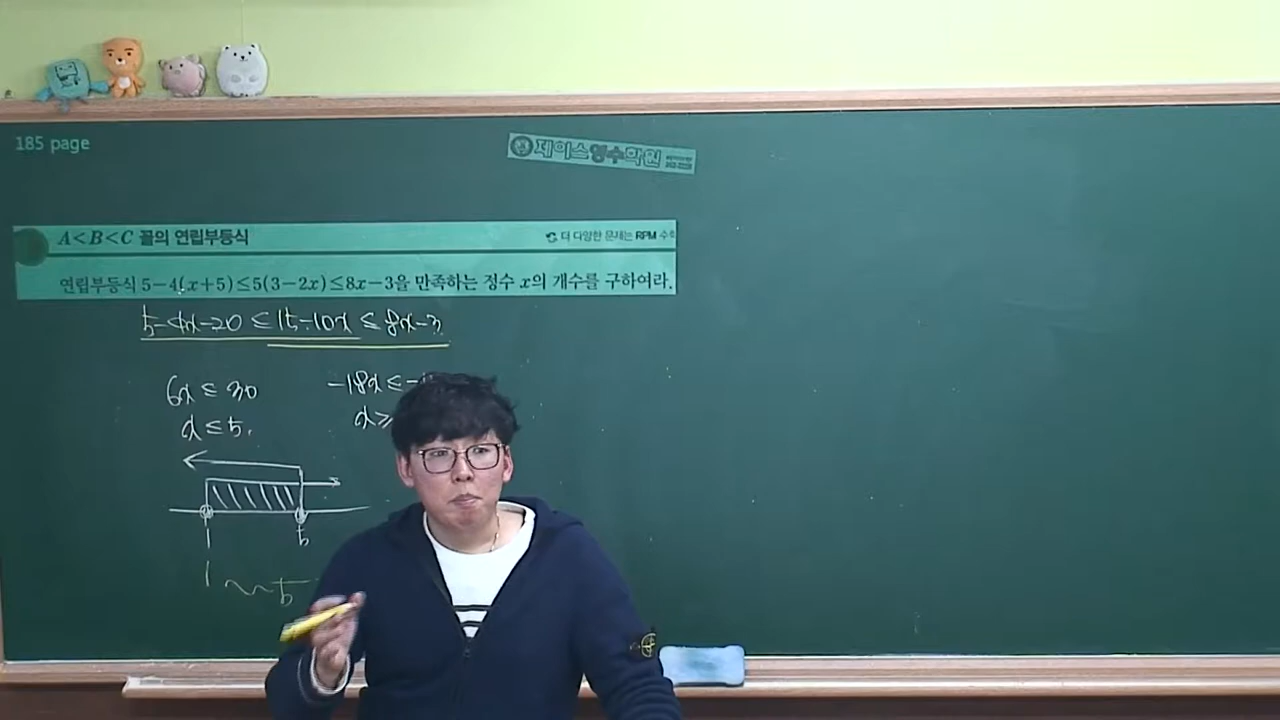 185 page
제이스영수학원
A<B<C 꼴의 연립부등식
더 다양한 문제는 RPM 수학
연립부등식 5-4(x+5)≤5(3-2x)≤8x-3을 만족하는 정수 x의 개수를 구하여라.
5-4x-20 ≤ 15-10x ≤ 8x-3
6x ≤ 30
-18x ≤ -
x ≤ 5.
x ≥
1
5
1
5